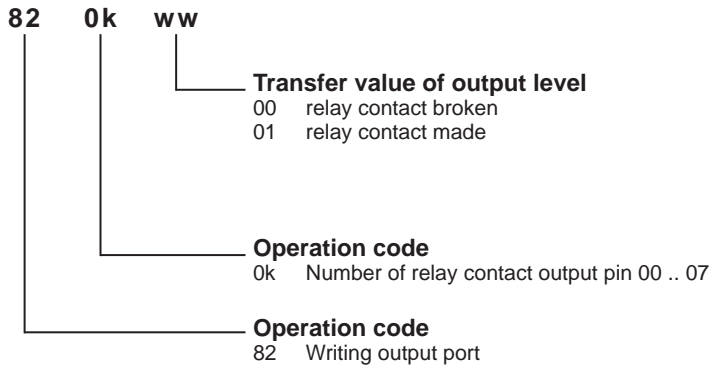 82 0k ww
Transfer value of output level
00 relay contact broken
01 relay contact made
Operation code
0k Number of relay contact output pin 00 .. 07
Operation code
82 Writing output port